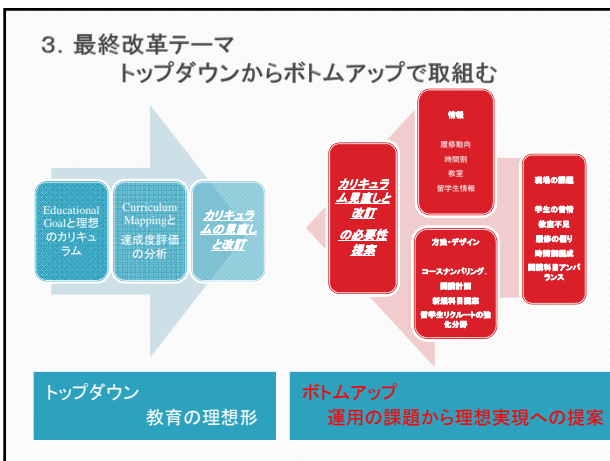 3．最終改革テーマ
トップダウンからボトムアップで取組む
Educational
Goalと理想
のカリキュ
ラム
Curriculum
Mappingと
達成度評価
の分析
カリキュラ
ムの見直し
と改訂
カリキュラ
ム見直しと
改訂
の必要性
提案
情報
履修動向
時間割
教室
留学生情報
方法・デザイン
コースナンバリング、
開講計画
新規科目提案
留学生リクルートの強
化分野
現場の課題
学生の苦情
教室不足
履修の偏り
時間割編成
開講科目アンバ
ランス
トップダウン
教育の理想形
ボトムアップ
運用の課題から理想実現への提案